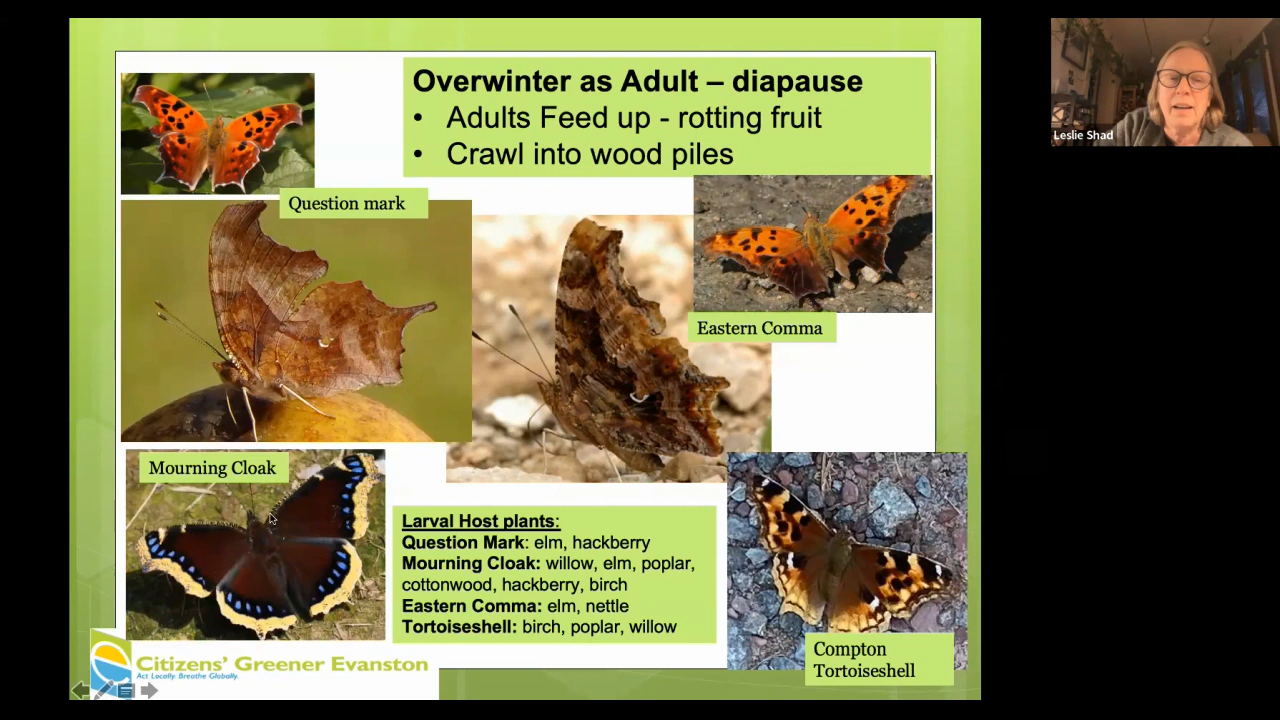 Overwinter as Adult – diapause
• Adults Feed up - rotting fruit
• Crawl into wood piles
Leslie Shad
Question mark
Eastern Comma
Mourning Cloak
Larval Host plants:
Question Mark: elm, hackberry
Mourning Cloak: willow, elm, poplar,
cottonwood, hackberry, birch
Eastern Comma: elm, nettle
Tortoiseshell: birch, poplar, willow
Compton
Tortoiseshell
Citizens' Greener Evanston
Act Locally. Breathe Globally.